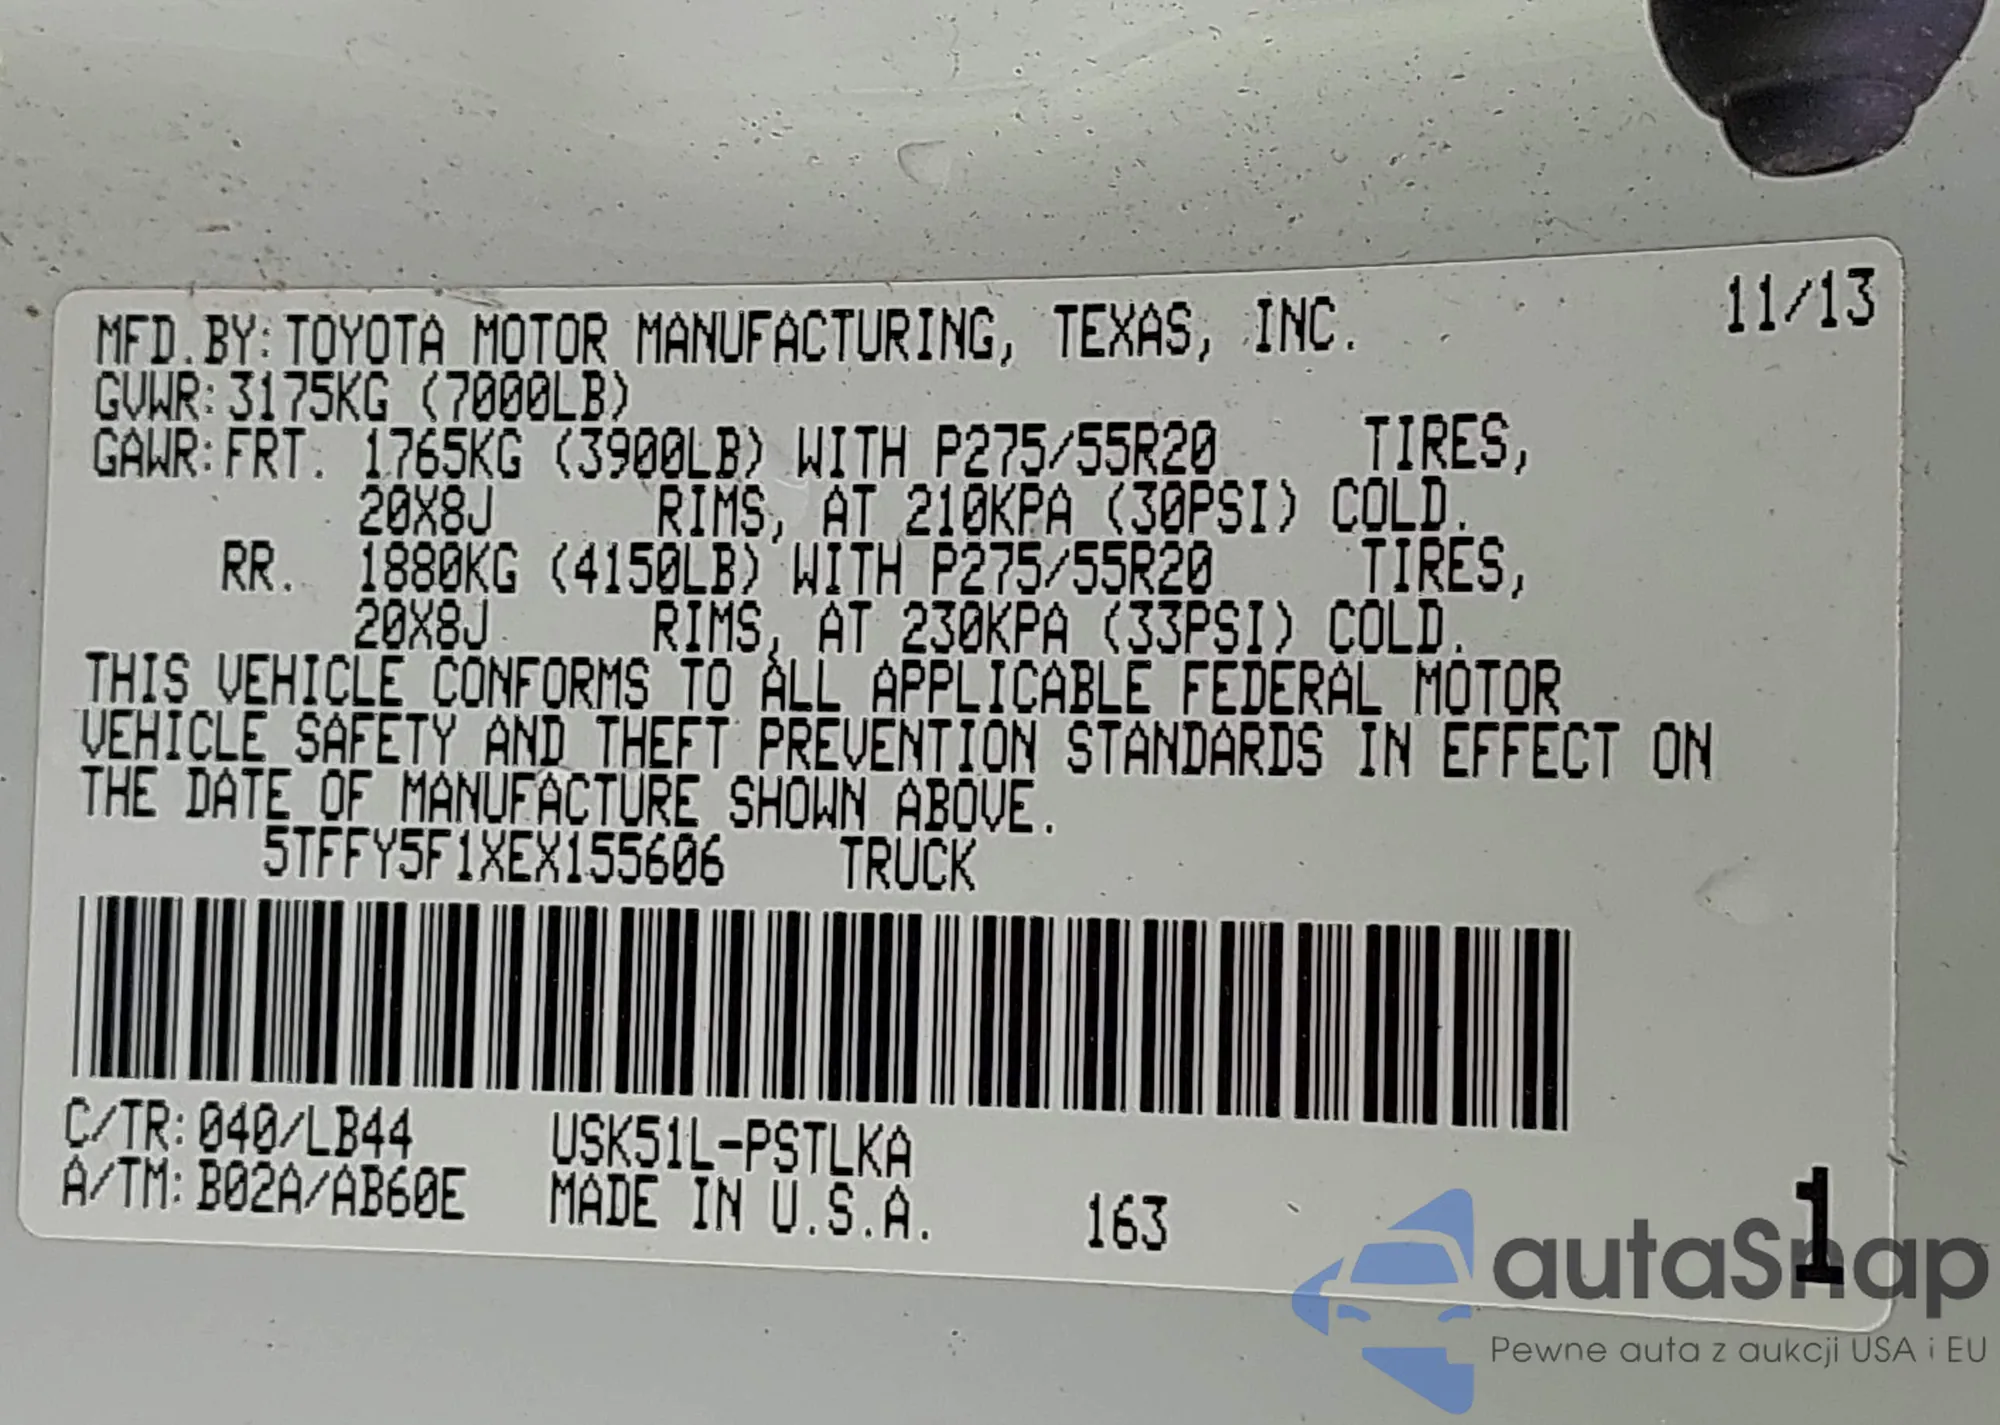 11/13
MFD.BY: TOYOTA MOTOR MANUFACTURING, TEXAS, INC.
GVWR: 3175KG (7000LB)
GAWR: FRT. 1765KG (3900LB) WITH P275/55R20 TIRES,
20X8J RIMS, AT 210KPA (30PSI) COLD.
RR. 1880KG (4150LB) WITH P275/55R20 TIRES,
20X8J RIMS, AT 230KPA (33PSI) COLD.
THIS VEHICLE CONFORMS TO ALL APPLICABLE FEDERAL MOTOR
VEHICLE SAFETY AND THEFT PREVENTION STANDARDS IN EFFECT ON
THE DATE OF MANUFACTURE SHOWN ABOVE.
5TFFY5F1XEX155606 TRUCK
C/TR: 040/LB44 USK51L-PSTLKA
A/TM: B02A/AB60E MADE IN U.S.A. 163
1
autaSnap
Pewne auta z aukcji USA i EU